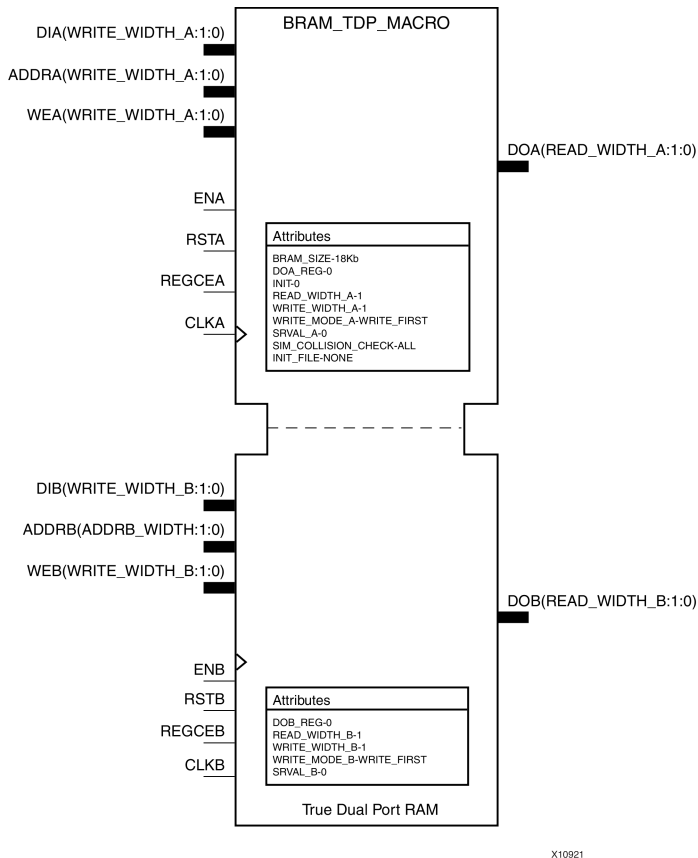 BRAM_TDP_MACRO
DIA(WRITE_WIDTH_A:1:0)
ADDRA(WRITE_WIDTH_A:1:0)
WEA(WRITE_WIDTH_A:1:0)
DOA(READ_WIDTH_A:1:0)
ENA
RSTA
REGCEA
CLKA
Attributes
BRAM_SIZE-18Kb
DOA_REG-0
INIT-0
READ_WIDTH_A-1
WRITE_WIDTH_A-1
WRITE_MODE_A-WRITE_FIRST
SRVAL_A-0
SIM_COLLISION_CHECK-ALL
INIT_FILE-NONE
DIB(WRITE_WIDTH_B:1:0)
ADDRB(ADDRB_WIDTH:1:0)
WEB(WRITE_WIDTH_B:1:0)
DOB(READ_WIDTH_B:1:0)
ENB
RSTB
REGCEB
CLKB
Attributes
DOB_REG-0
READ_WIDTH_B-1
WRITE_WIDTH_B-1
WRITE_MODE_B-WRITE_FIRST
SRVAL_B-0
True Dual Port RAM
X10921